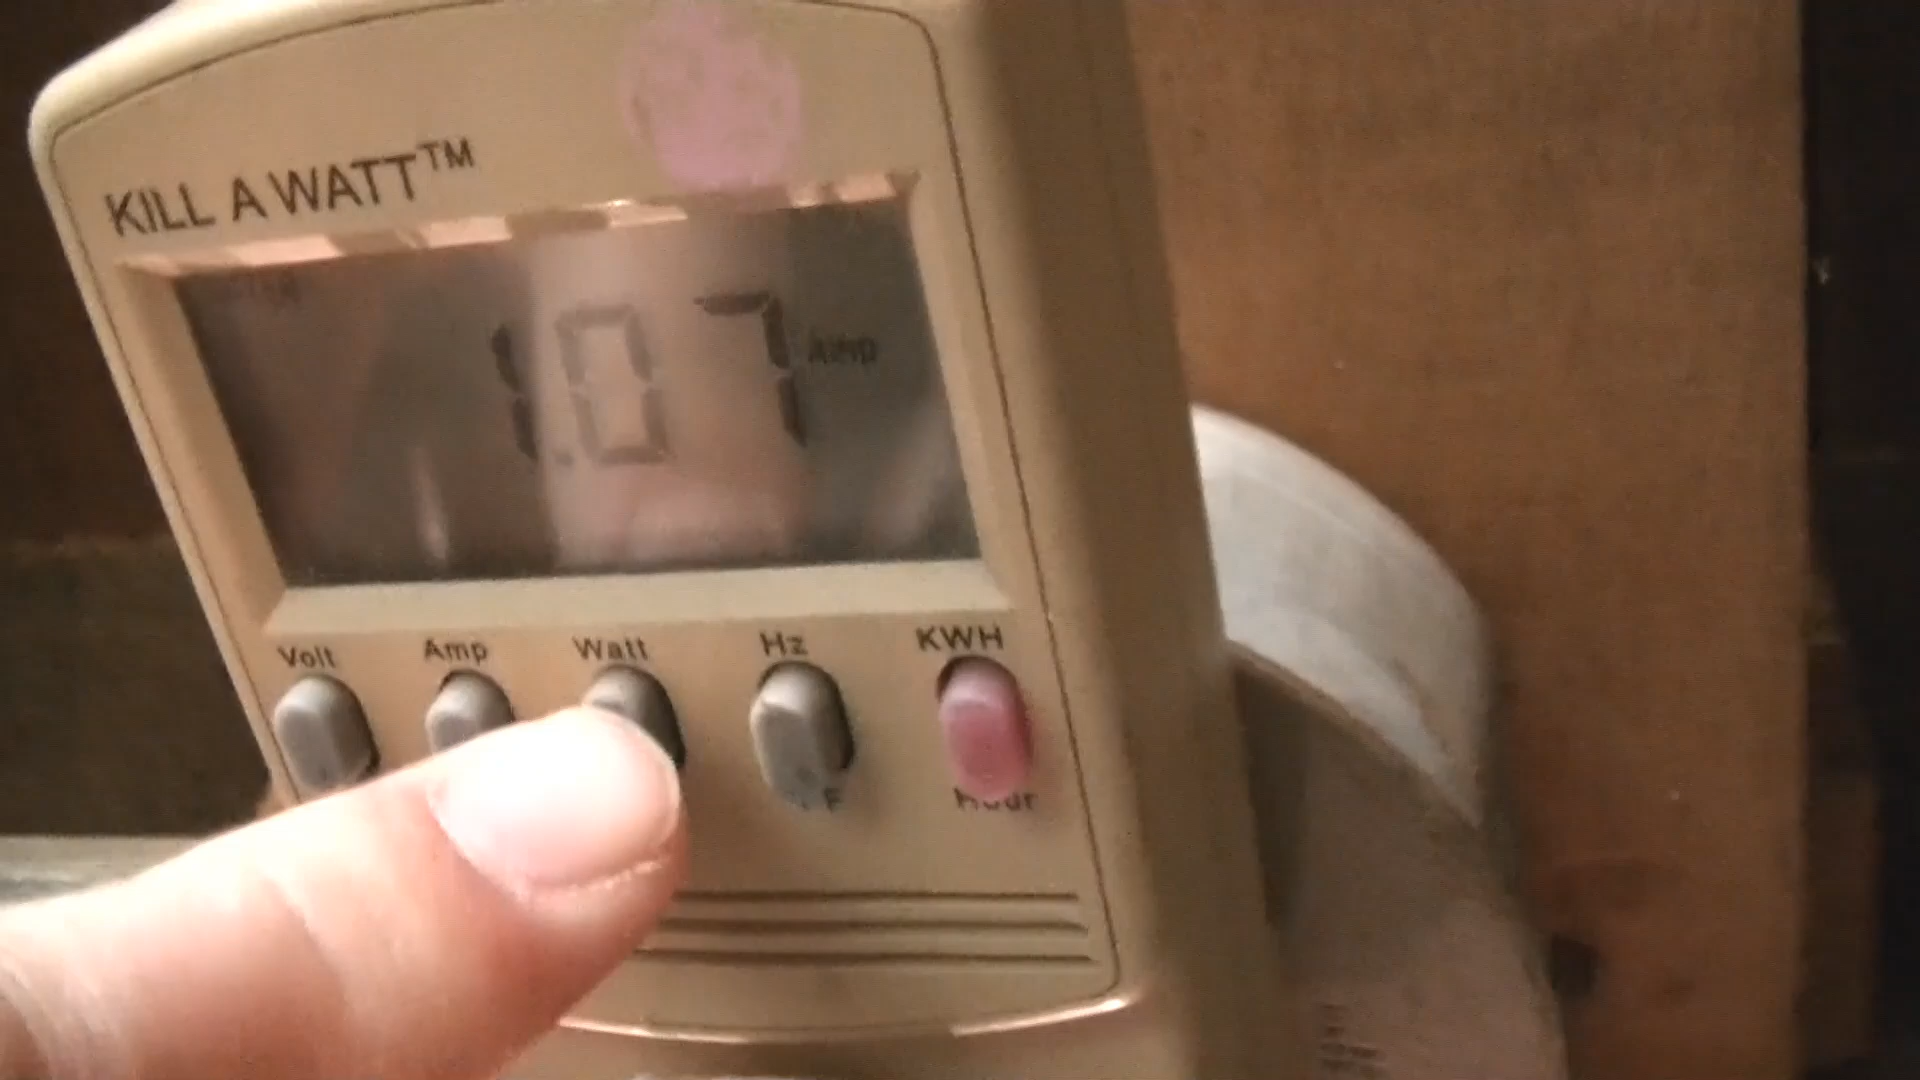 KILL A WATT™
1.07 Amp
Volt Amp Watt Hz KWH
Hour